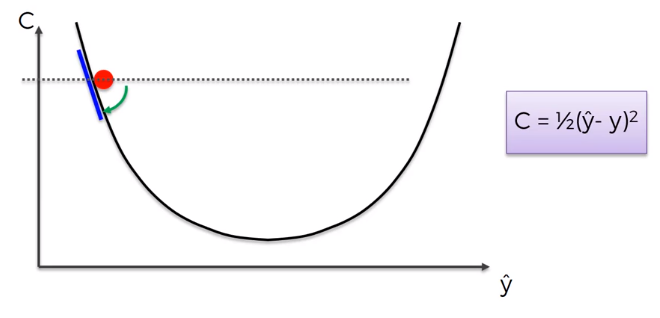 C
C = ½(ŷ- y)²
ŷ